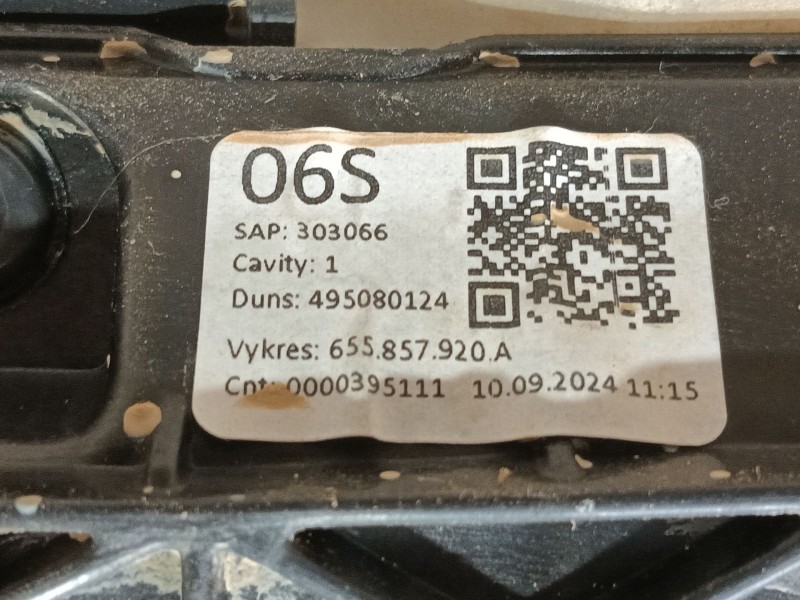 06S
SAP: 303066
Cavity: 1
Duns: 495080124
Vykres: 655.857.920.A
Cnt: 0000395111 10.09.2024 11:15